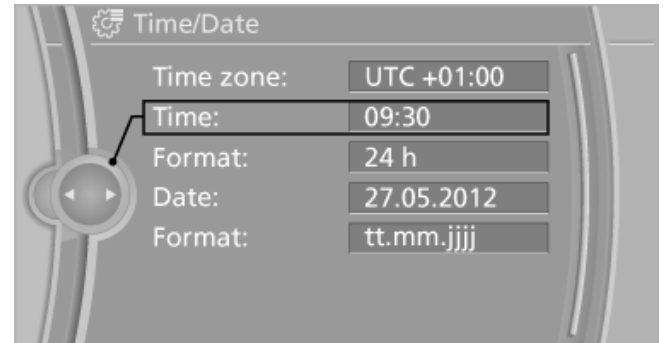 Time/Date
Time zone: UTC +01:00
Time: 09:30
Format: 24 h
Date: 27.05.2012
Format: tt.mm.jjjj